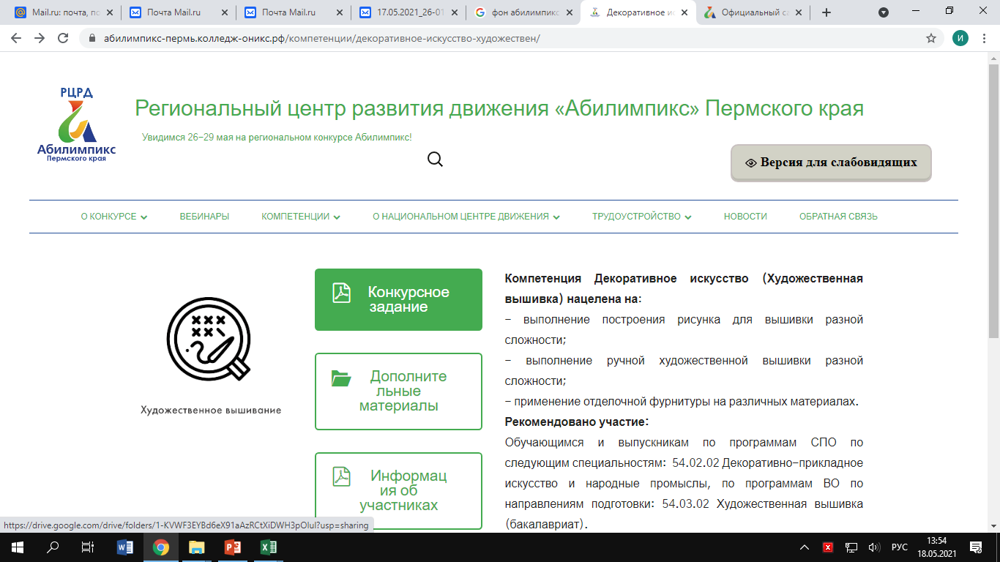 Mail.ru: почта, по
Почта Mail.ru
Почта Mail.ru
17.05.2021_26-01
фон абилимпикс
Декоративное ис
Официальный са
абилимпикс-пермь.колледж-оникс.рф/компетенции/декоративное-искусство-художествен/
И
РЦРД
Абилимпикс
Пермского края
Региональный центр развития движения «Абилимпикс» Пермского края
Увидимся 26-29 мая на региональном конкурсе Абилимпикс!
Версия для слабовидящих
О КОНКУРСЕ
ВЕБИНАРЫ
КОМПЕТЕНЦИИ
О НАЦИОНАЛЬНОМ ЦЕНТРЕ ДВИЖЕНИЯ
ТРУДОУСТРОЙСТВО
НОВОСТИ
ОБРАТНАЯ СВЯЗЬ
Художественное вышивание
Конкурсное
задание
Дополните
льные
материалы
Информац
ия об
участниках
Компетенция Декоративное искусство (Художественная
вышивка) нацелена на:
- выполнение построения рисунка для вышивки разной
сложности;
- выполнение ручной художественной вышивки разной
сложности;
- применение отделочной фурнитуры на различных материалах.
Рекомендовано участие:
Обучающимся и выпускникам по программам СПО по
следующим специальностям: 54.02.02 Декоративно-прикладное
искусство и народные промыслы, по программам ВО по
направлениям подготовки: 54.03.02 Художественная вышивка
(бакалавриат).
https://drive.google.com/drive/folders/1-KVWF3EYBd6eX91aAzRCtXiDWH3pOluI?usp=sharing
РУС
13:54
18.05.2021